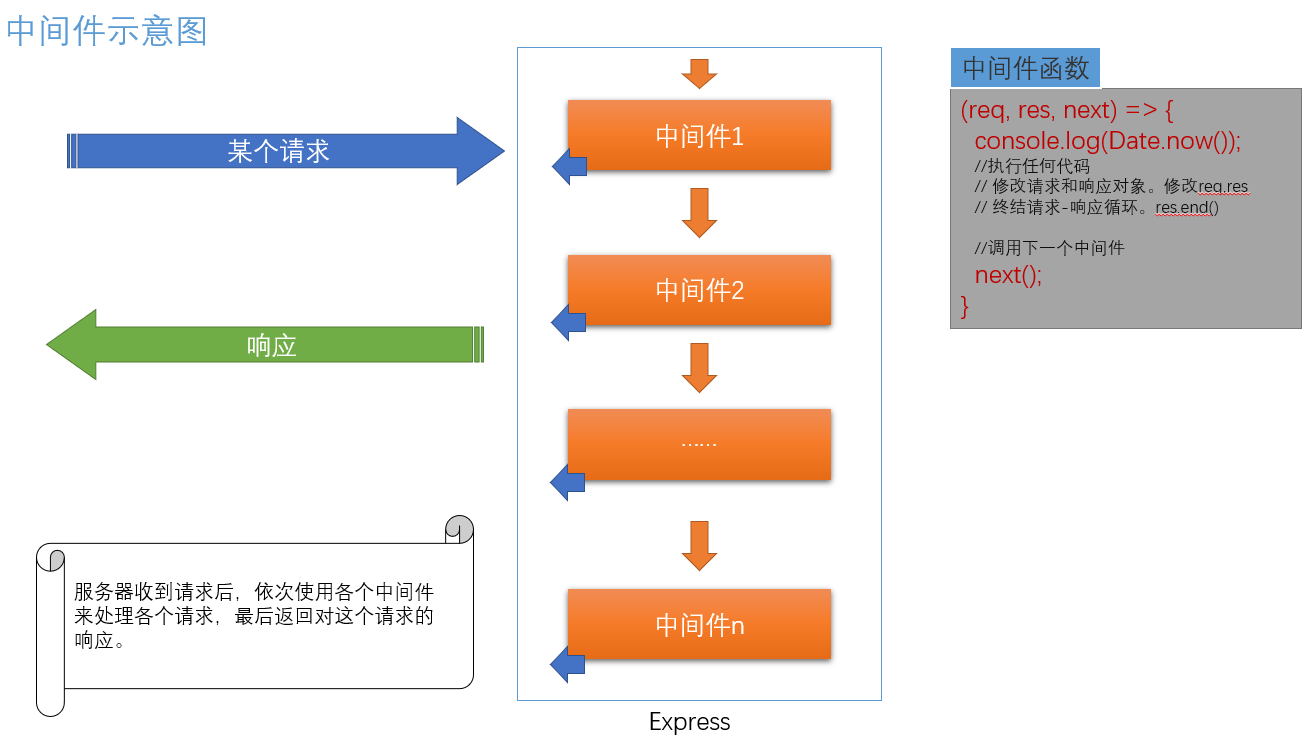 中间件示意图
某个请求
响应
服务器收到请求后，依次使用各个中间件
来处理各个请求，最后返回对这个请求的
响应。
中间件1
中间件2
……
中间件n
Express
中间件函数
(req, res, next) => {
console.log(Date.now());
//执行任何代码
// 修改请求和响应对象。修改req.res
// 终结请求-响应循环。res.end()
//调用下一个中间件
next();
}